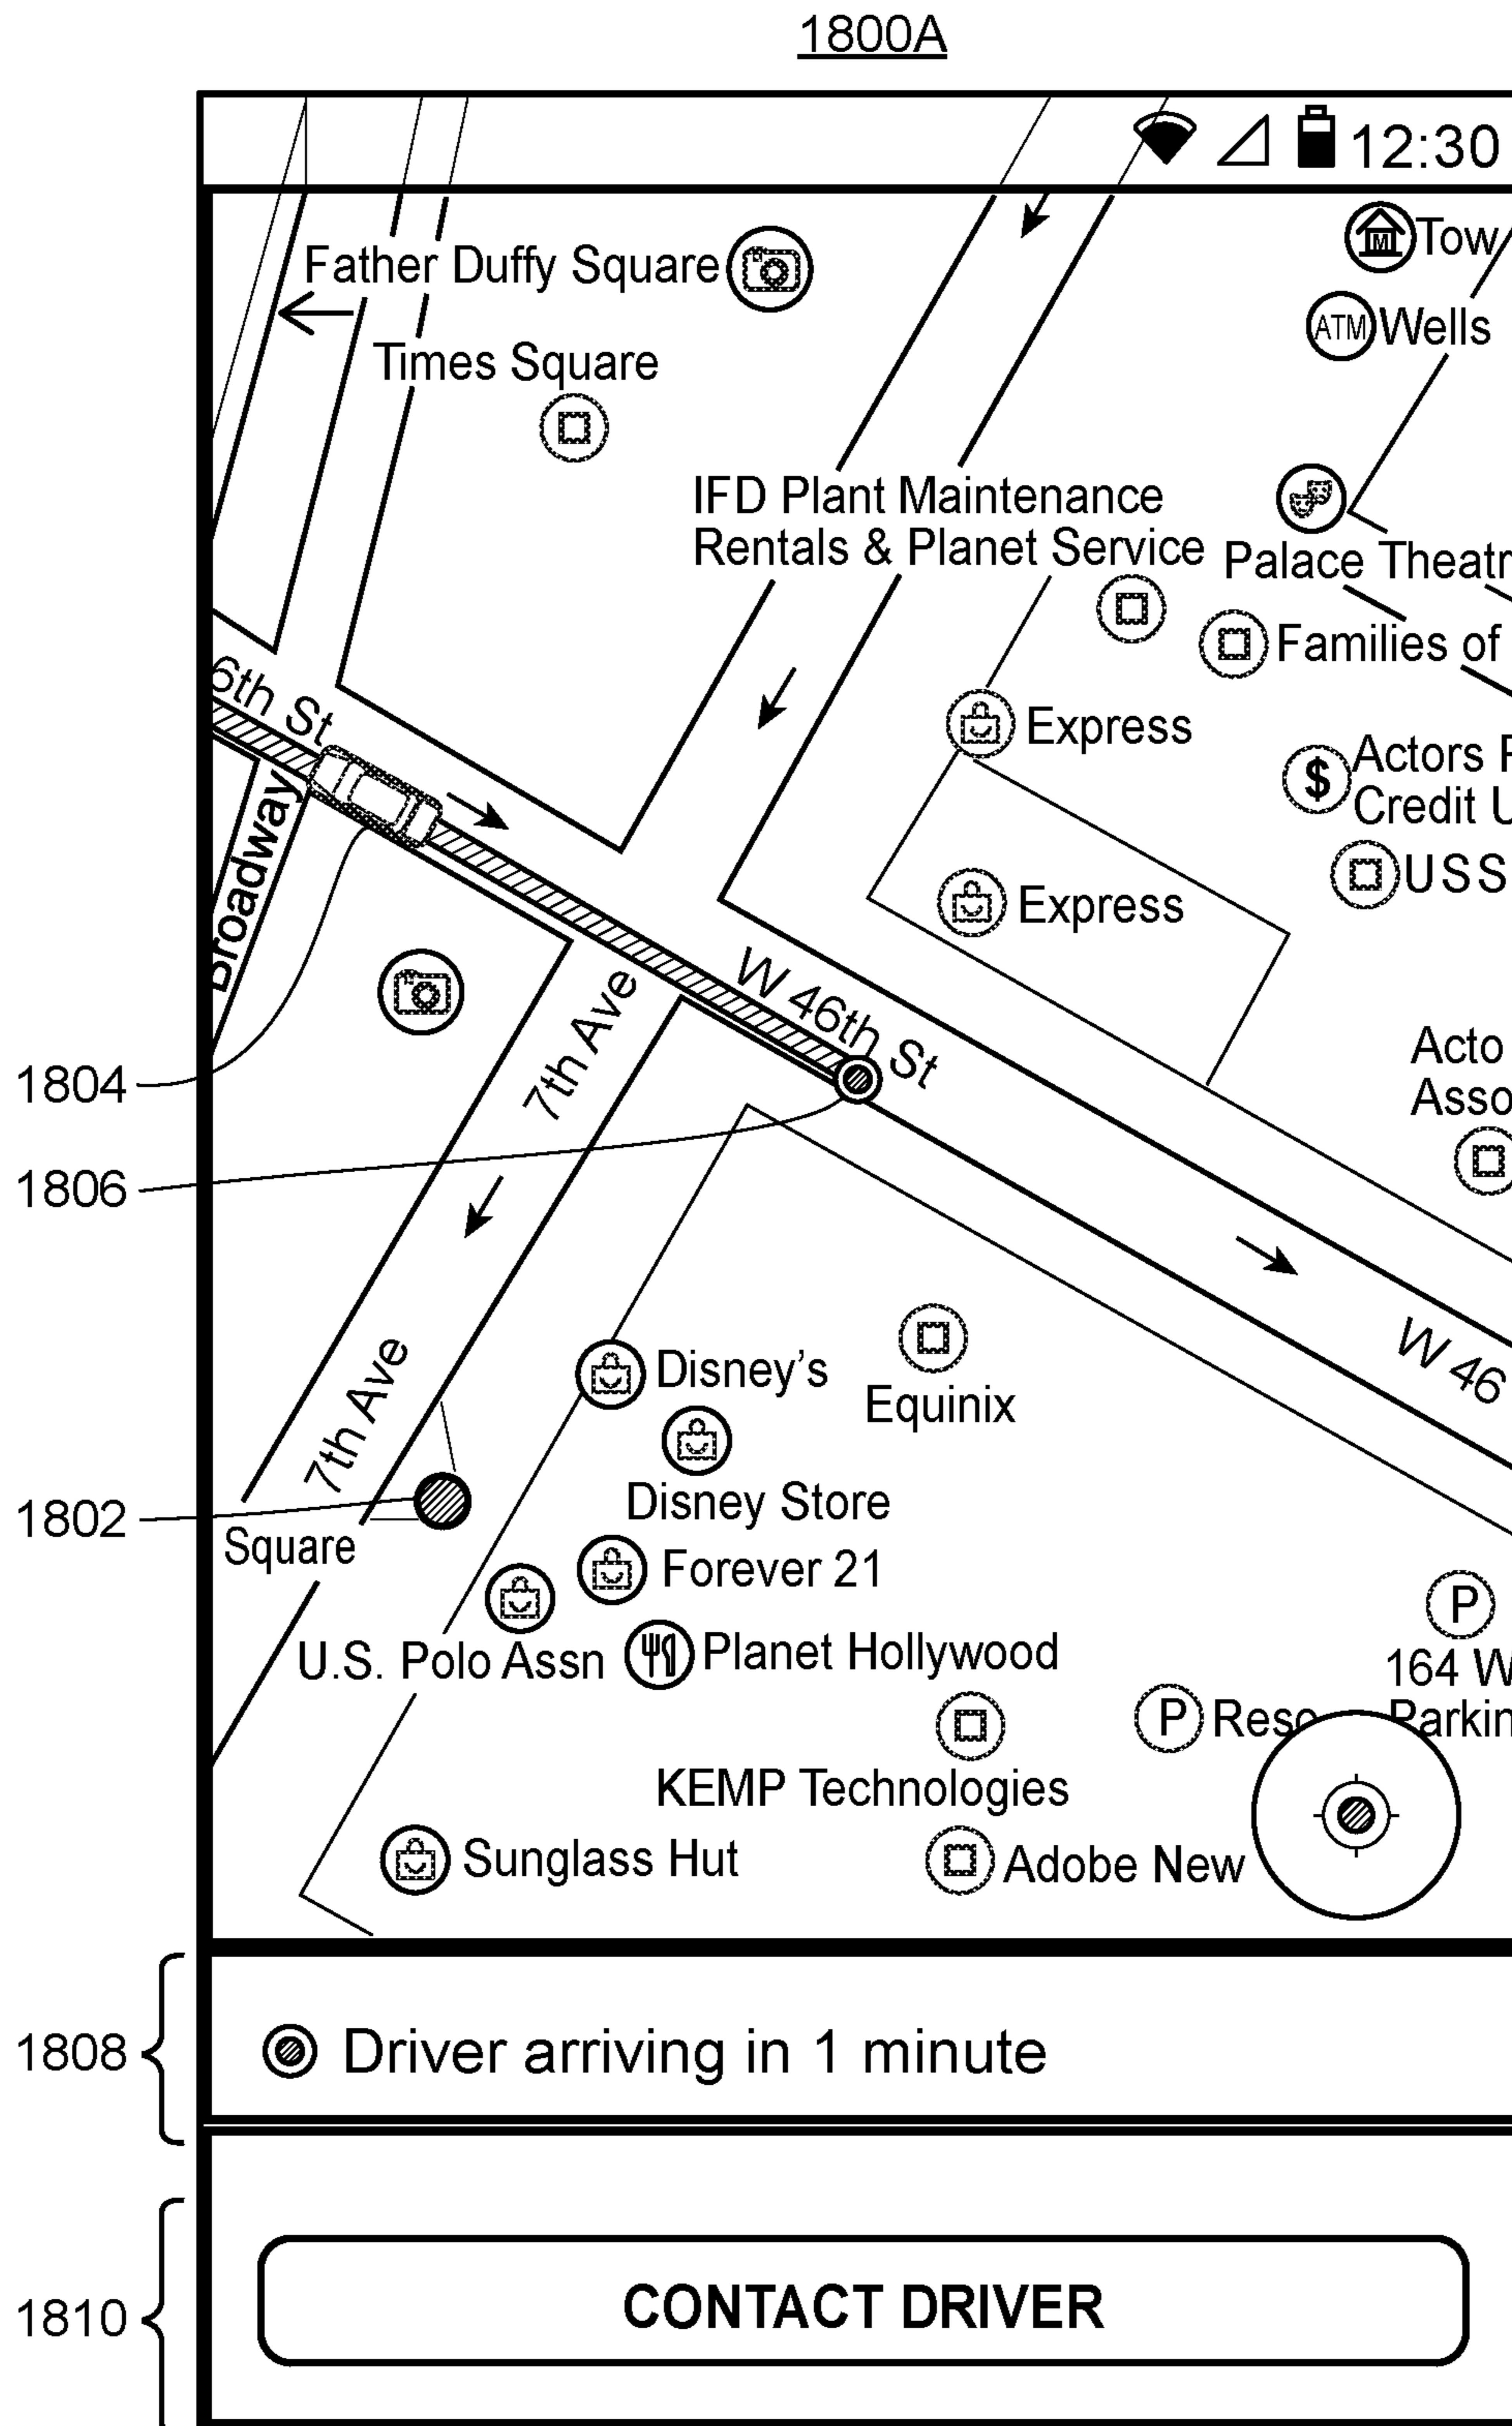 1800A
12:30
Father Duffy Square
Tow
ATM Wells
Times Square
IFD Plant Maintenance
Rentals & Planet Service
Palace Theatr
Families of
6th St
Express
$ Actors F
Credit U
Broadway
USS
Express
W 46th St
7th Ave
Acto
Asso
1804
1806
W 46
7th Ave
Disney's
Equinix
Disney Store
1802
Square
Forever 21
U.S. Polo Assn
Planet Hollywood
P
164 W
Parkin
P Reso
KEMP Technologies
Sunglass Hut
Adobe New
1808
Driver arriving in 1 minute
1810
CONTACT DRIVER